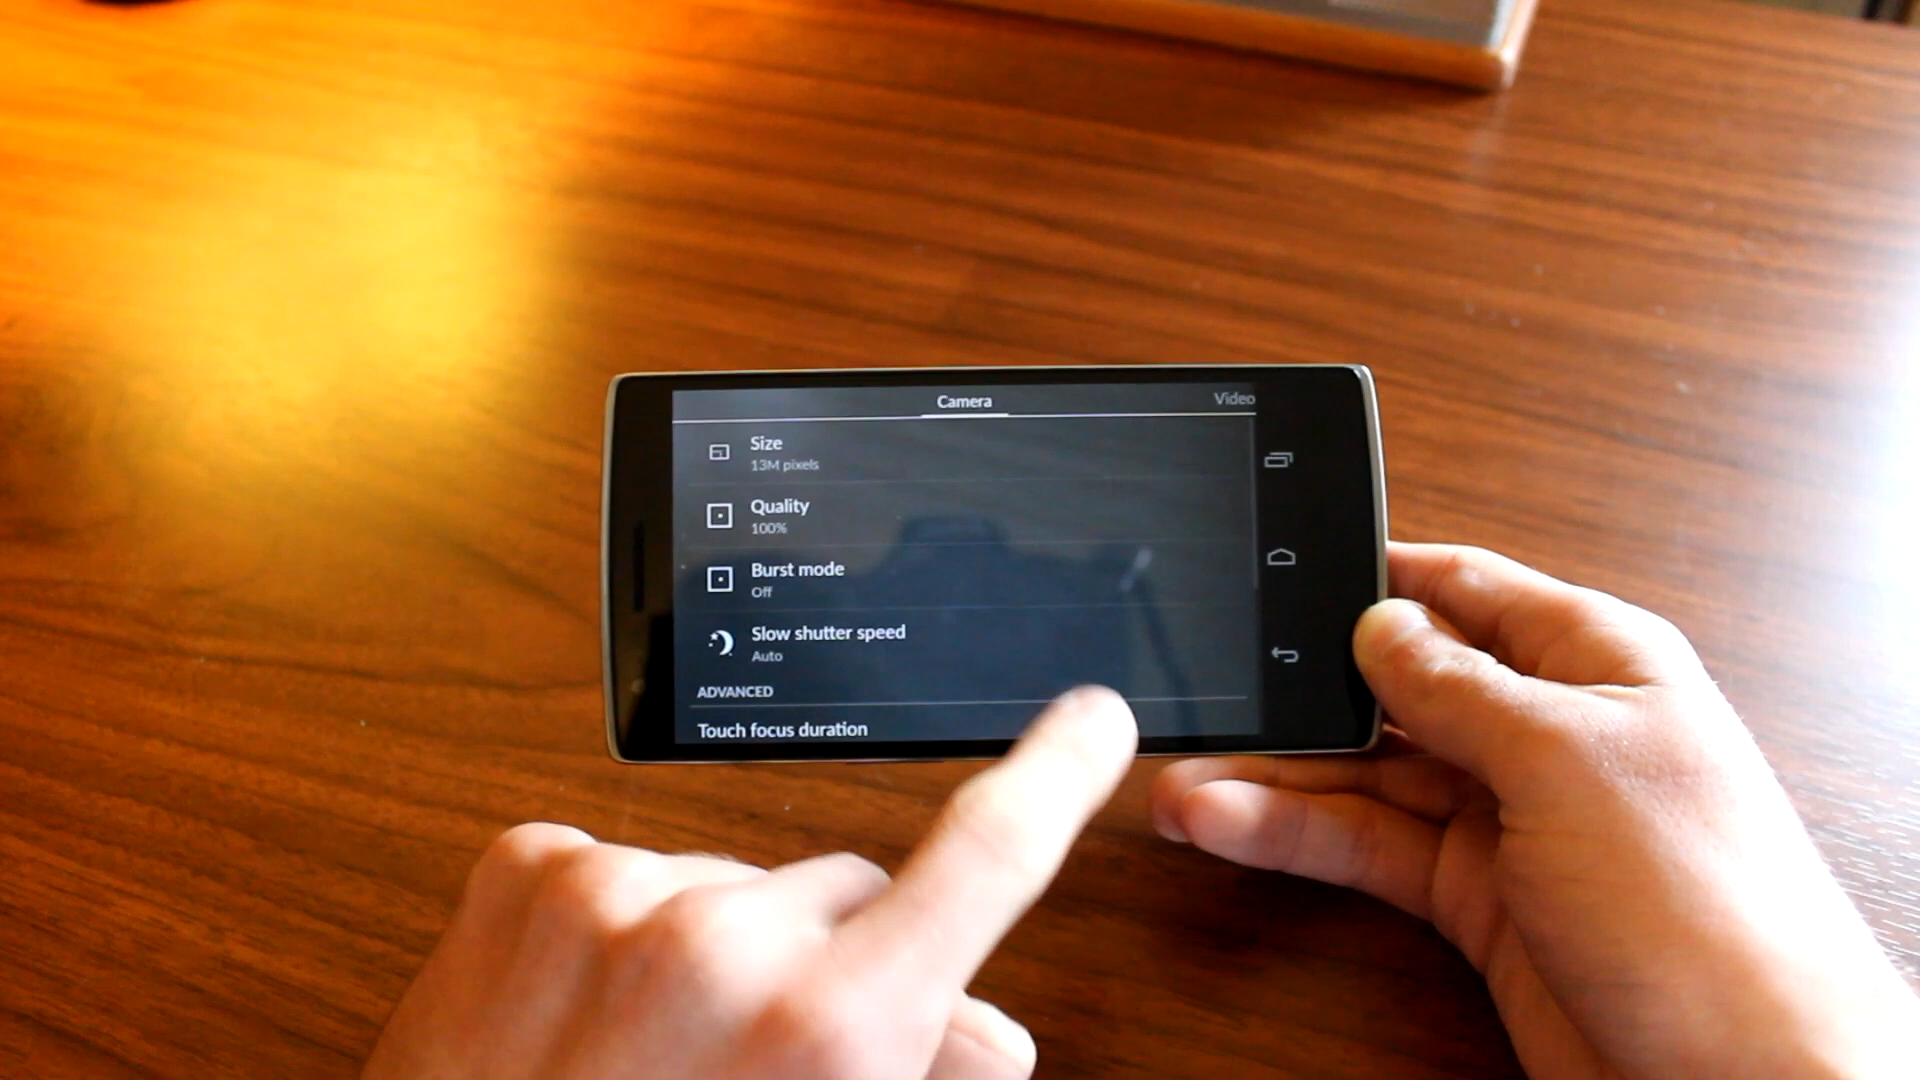 Camera
Video
Size
13M pixels
Quality
100%
Burst mode
Off
Slow shutter speed
Auto
ADVANCED
Touch focus duration